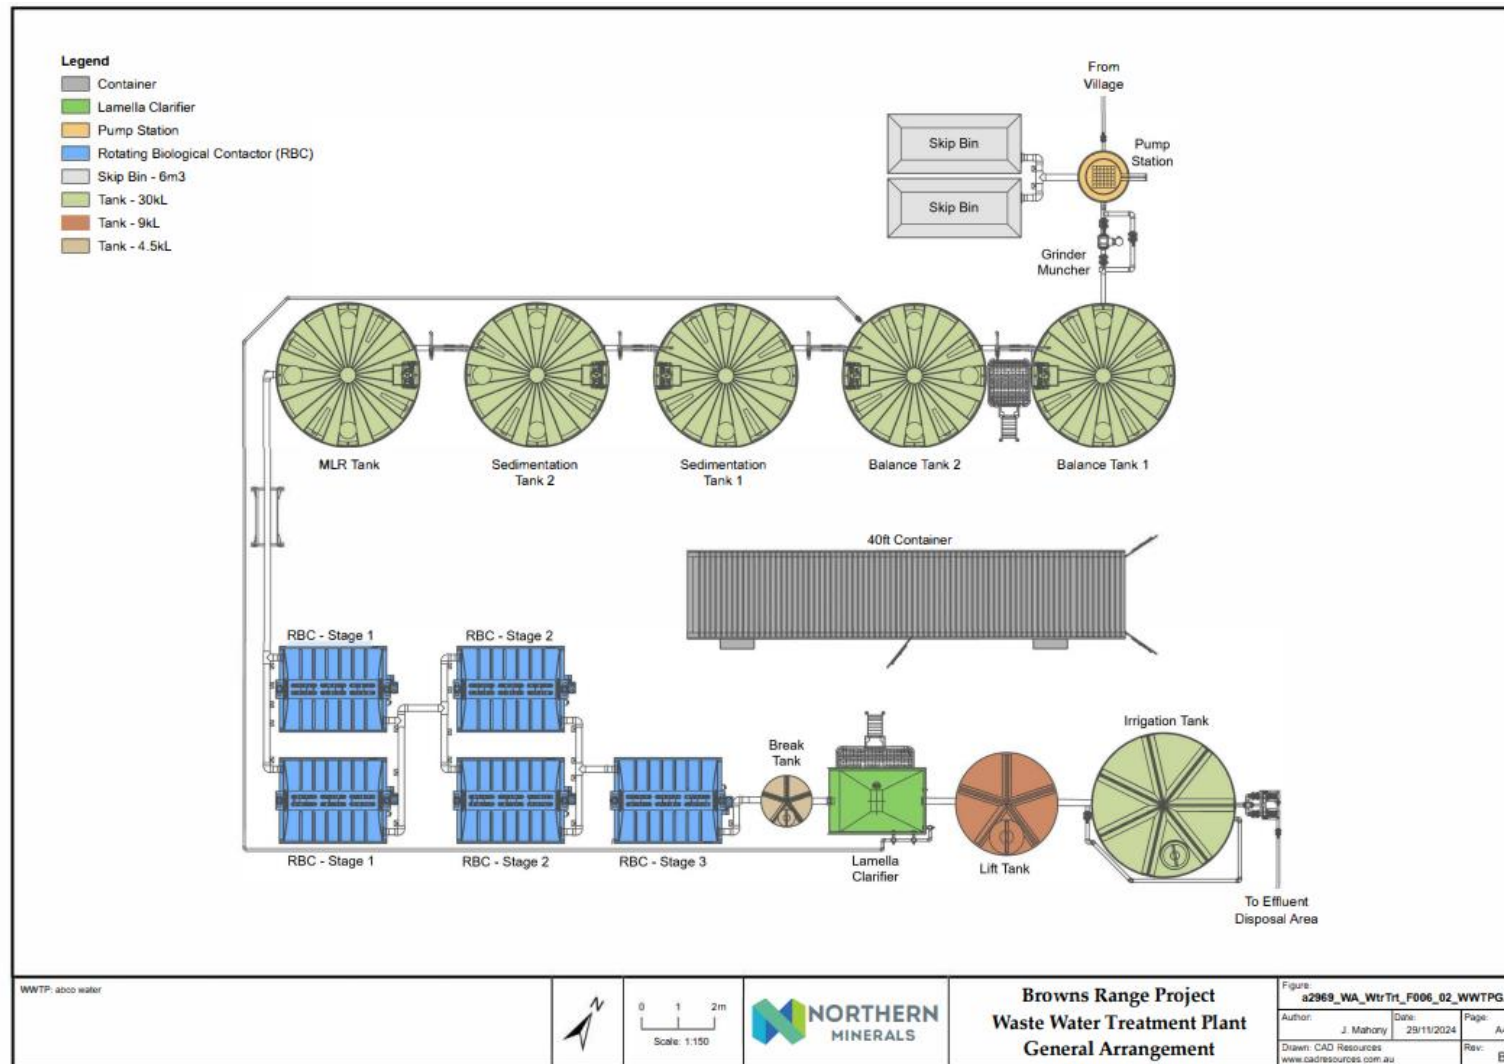 Legend
Container
Lamella Clarifier
Pump Station
Rotating Biological Contactor (RBC)
Skip Bin - 6m3
Tank - 30kL
Tank - 9kL
Tank - 4.5kL
From
Village
Skip Bin
Skip Bin
Pump
Station
Grinder
Muncher
MLR Tank
Sedimentation
Tank 2
Sedimentation
Tank 1
Balance Tank 2
Balance Tank 1
40ft Container
RBC - Stage 1
RBC - Stage 2
RBC - Stage 1
RBC - Stage 2
RBC - Stage 3
Break
Tank
Lamella
Clarifier
Lift Tank
Irrigation Tank
To Effluent
Disposal Area
WWTP: abco water
N
0 1 2m
Scale: 1:150
NORTHERN
MINERALS
Browns Range Project
Waste Water Treatment Plant
General Arrangement
Figure:
a2969_WA_WtrTrt_F006_02_WWTPG
Author:
J. Mahony
Date:
29/11/2024
Page:
Drawn: CAD Resources
www.cadresources.com.au
Rev: